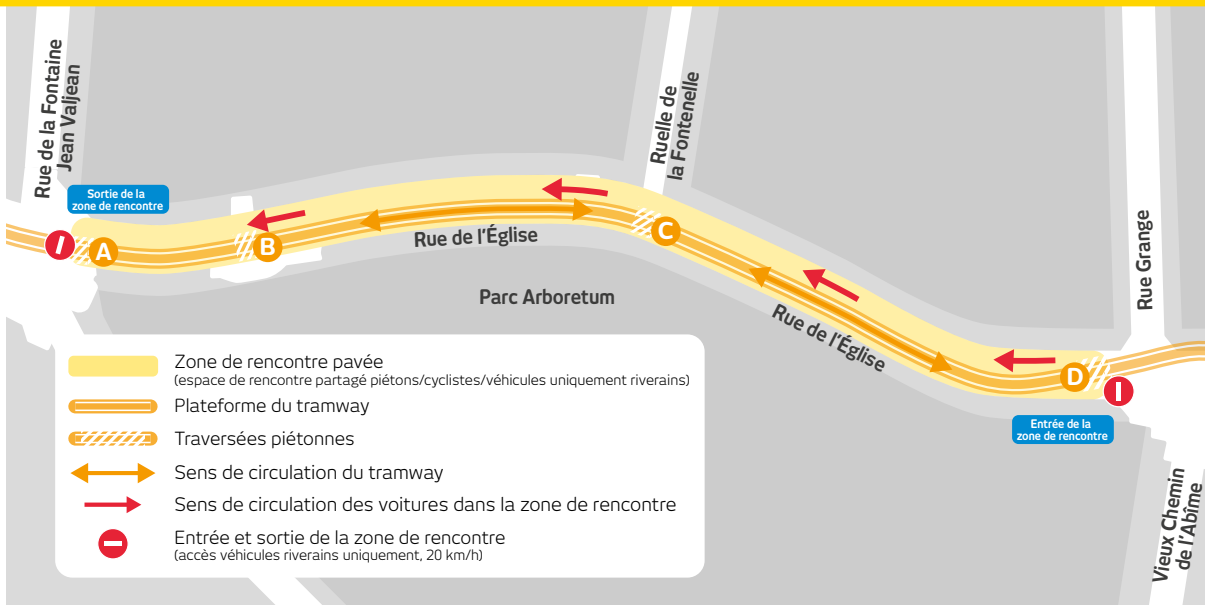 Rue de la Fontaine
Jean Valjean
Sortie de la
zone de rencontre
A
B
Rue de l'Église
Parc Arboretum
Ruelle de
la Fontenelle
C
Rue de l'Église
Rue Grange
D
Entrée de la
zone de rencontre
Vieux Chemin
de l'Abîme
Zone de rencontre pavée
(espace de rencontre partagé piétons/cyclistes/véhicules uniquement riverains)
Plateforme du tramway
Traversées piétonnes
Sens de circulation du tramway
Sens de circulation des voitures dans la zone de rencontre
Entrée et sortie de la zone de rencontre
(accès véhicules riverains uniquement, 20 km/h)